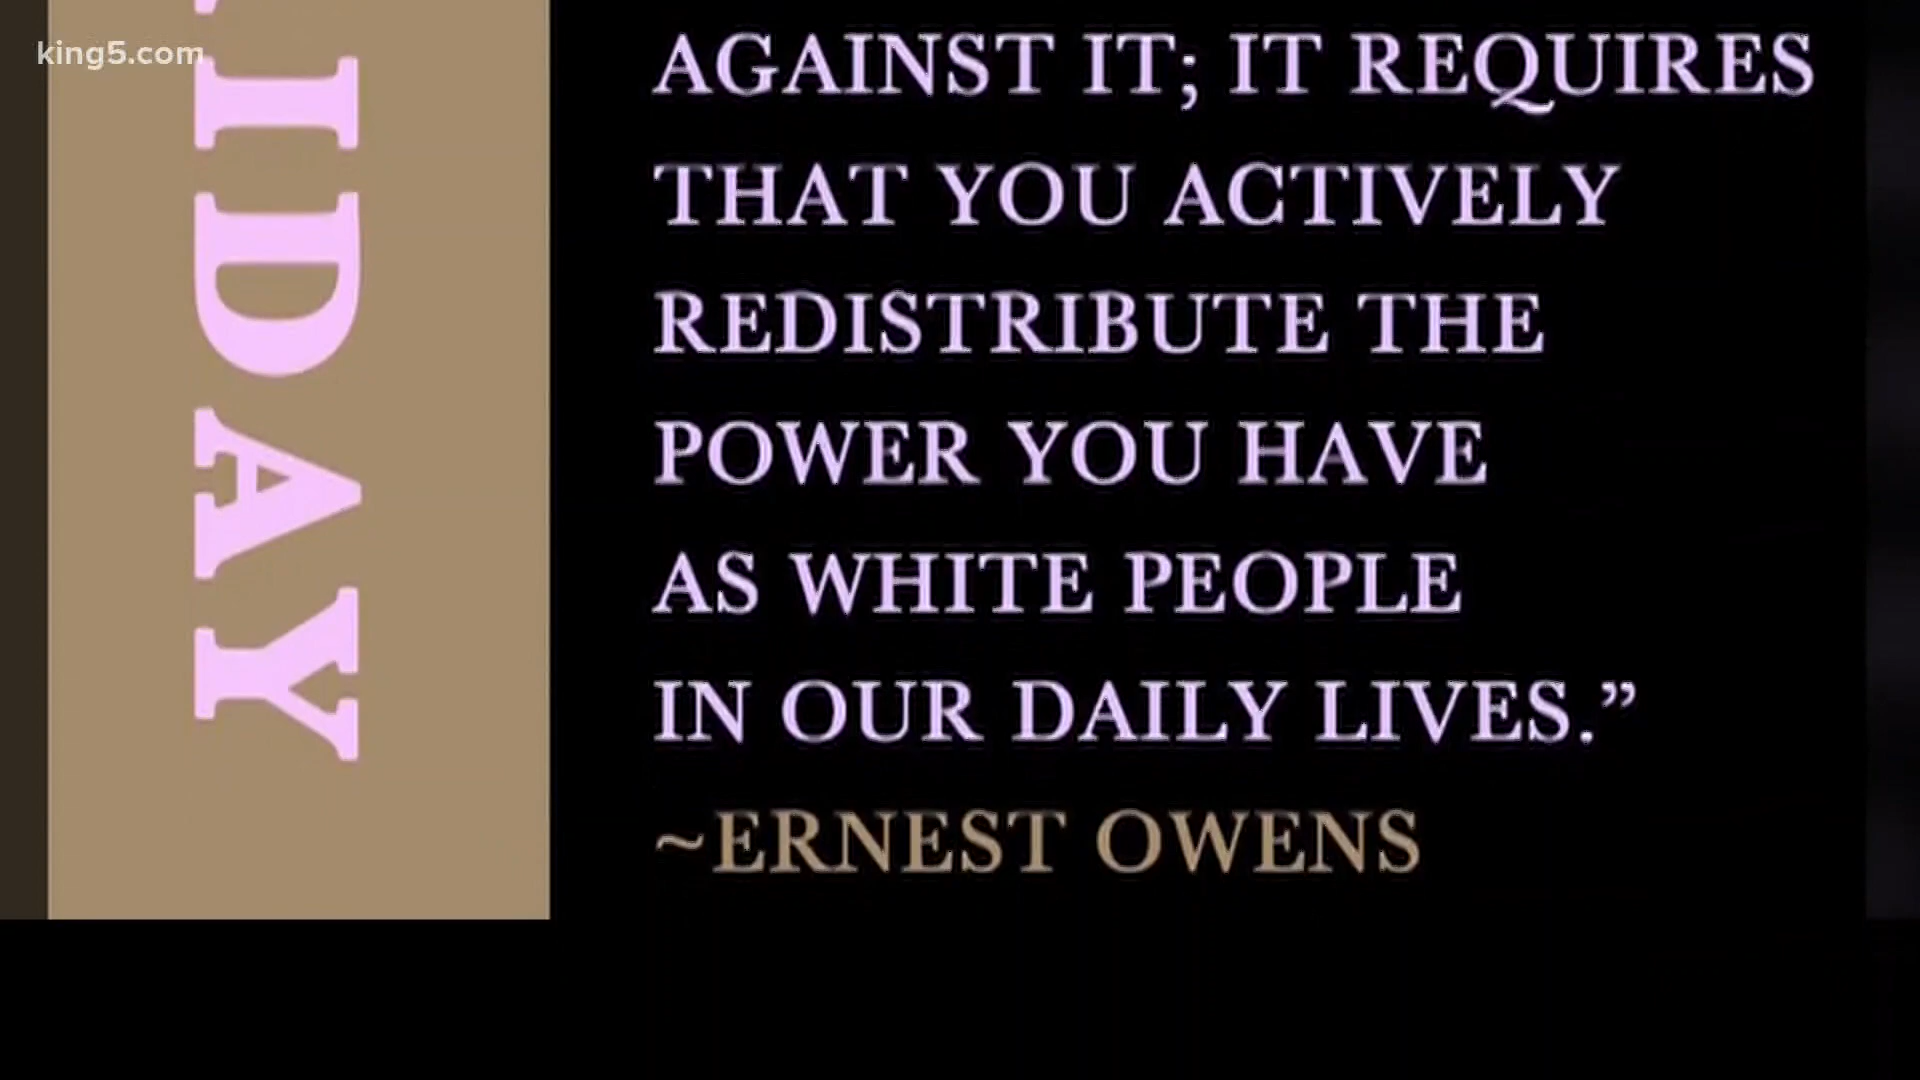 king5.com
IDAY
AGAINST IT; IT REQUIRES
THAT YOU ACTIVELY
REDISTRIBUTE THE
POWER YOU HAVE
AS WHITE PEOPLE
IN OUR DAILY LIVES.”
~ERNEST OWENS